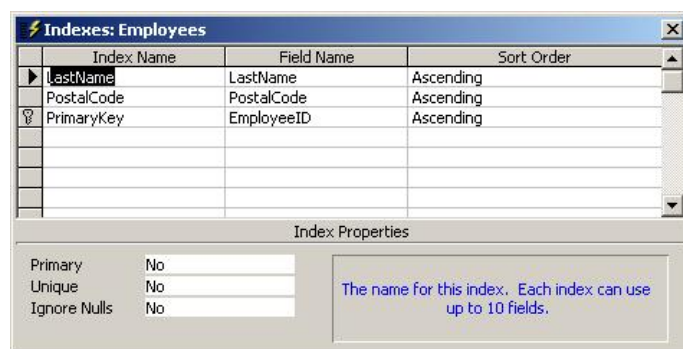 Indexes: Employees
Index Name Field Name Sort Order
LastName LastName Ascending
PostalCode PostalCode Ascending
PrimaryKey EmployeeID Ascending
Index Properties
Primary No
Unique No
Ignore Nulls No
The name for this index. Each index can use
up to 10 fields.